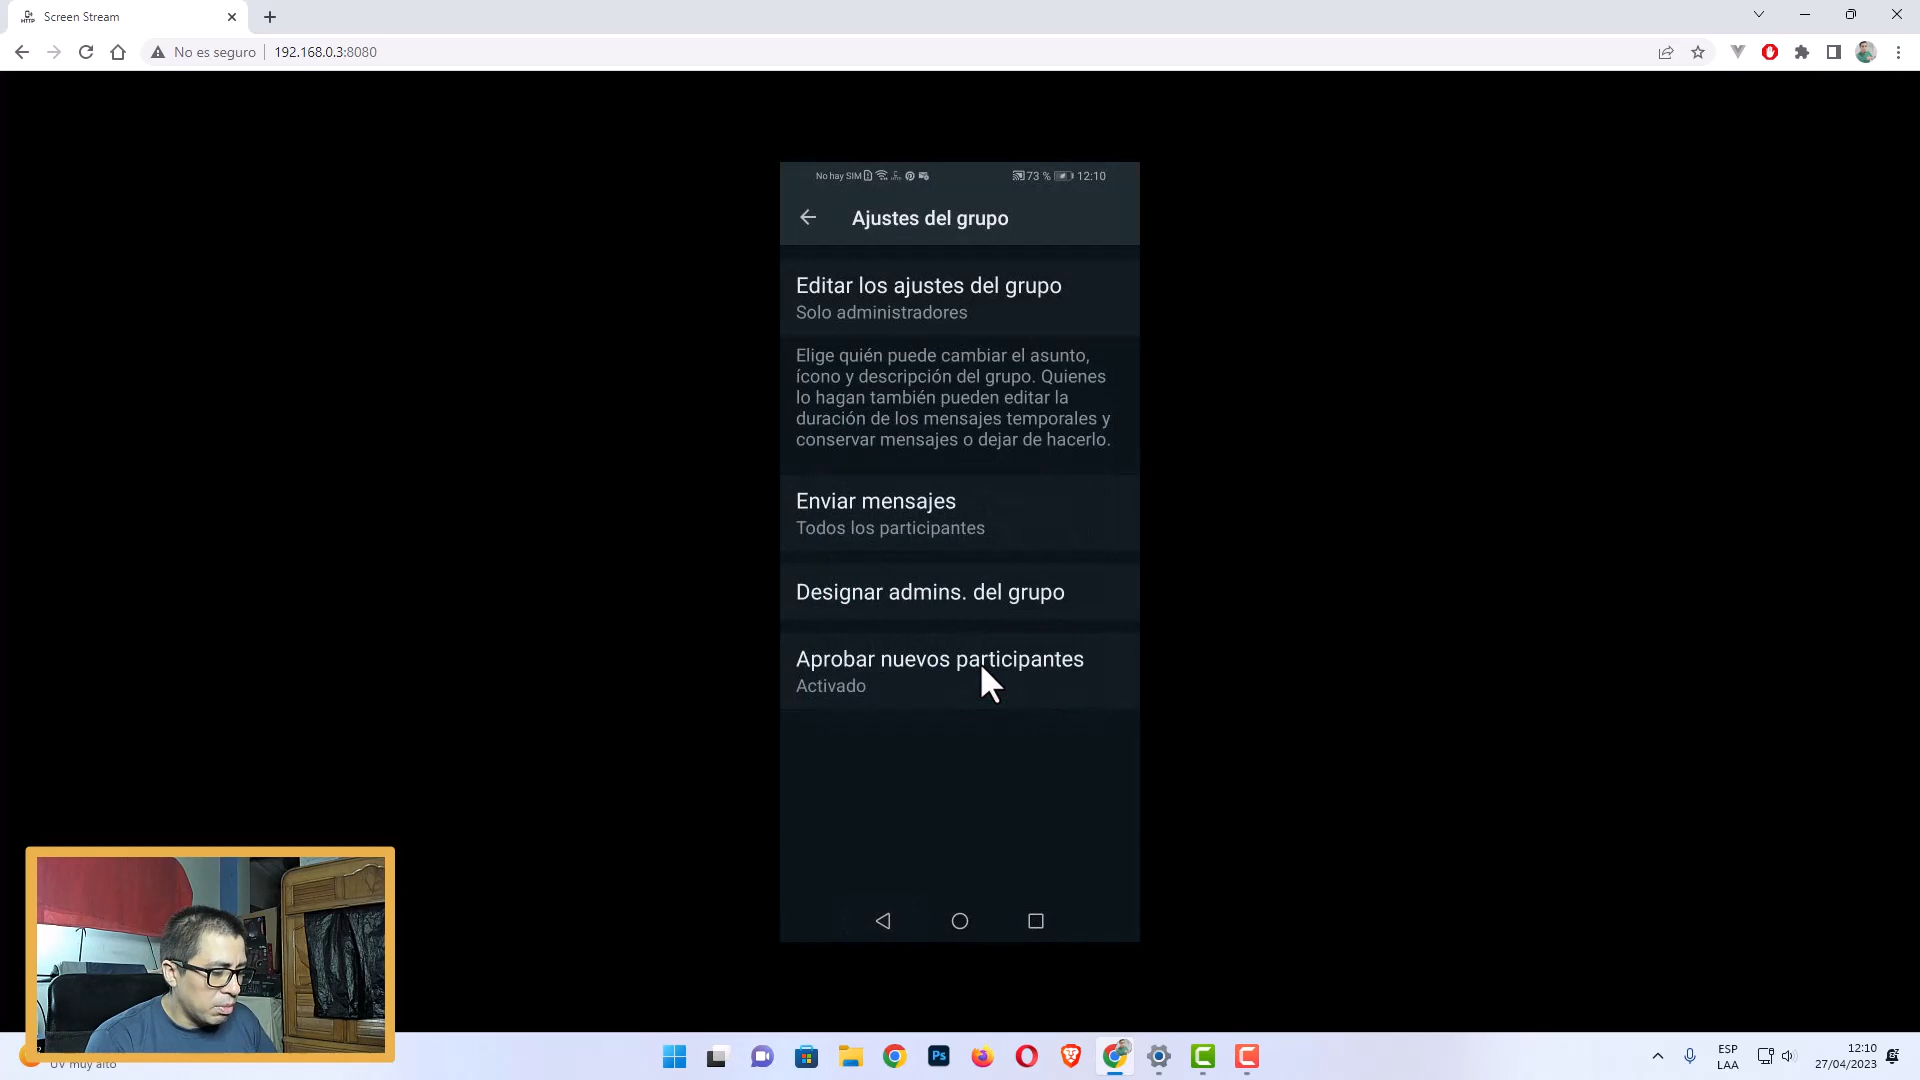 Screen Stream
No es seguro
192.168.0.3:8080
No hay SIM
73 %
12:10
Ajustes del grupo
Editar los ajustes del grupo
Solo administradores
Elige quién puede cambiar el asunto,
ícono y descripción del grupo. Quienes
lo hagan también pueden editar la
duración de los mensajes temporales y
conservar mensajes o dejar de hacerlo.
Enviar mensajes
Todos los participantes
Designar admins. del grupo
Aprobar nuevos participantes
Activado
UV muy alto
Ps
ESP
LAA
12:10
27/04/2023